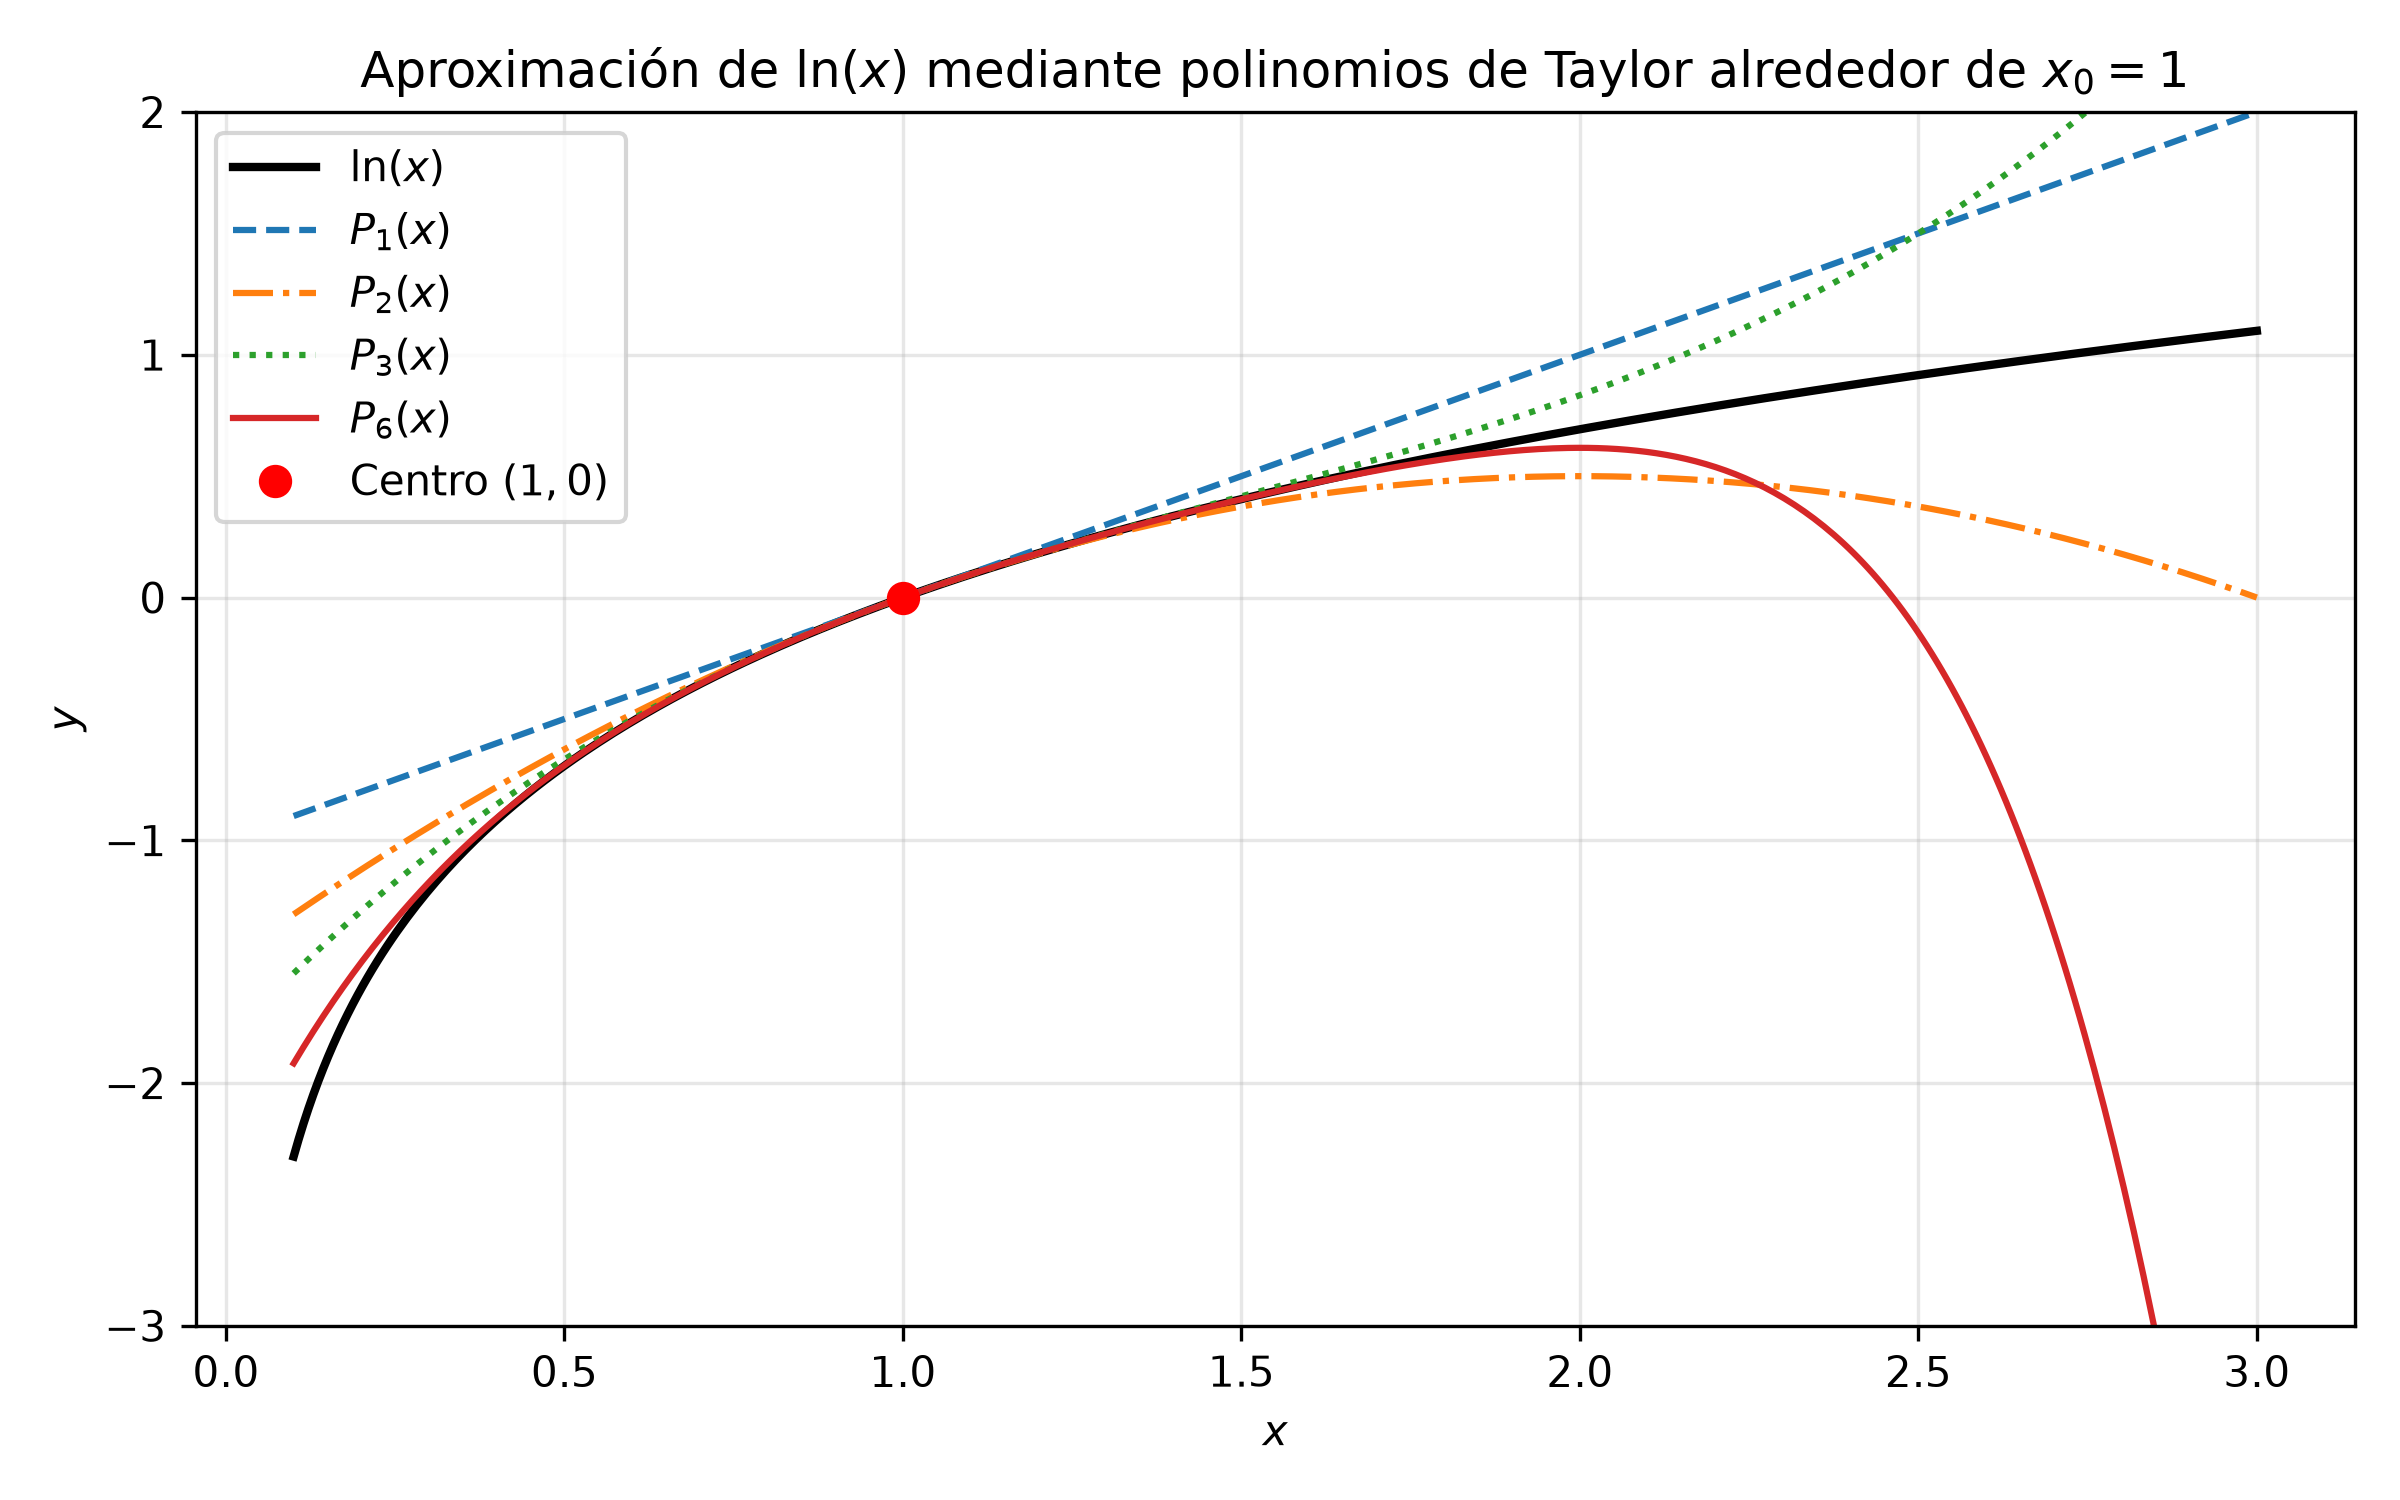 Aproximación de ln(x) mediante polinomios de Taylor alrededor de x₀ = 1
2
1
0
−1
−2
−3
y
ln(x)
P₁(x)
P₂(x)
P₃(x)
P₆(x)
Centro (1, 0)
0.0 0.5 1.0 1.5 2.0 2.5 3.0
x